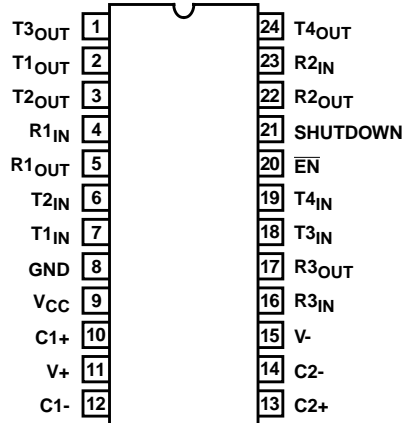 T3OUT 1 24 T4OUT
T1OUT 2 23 R2IN
T2OUT 3 22 R2OUT
R1IN 4 21 SHUTDOWN
R1OUT 5 20 E̅N̅
T2IN 6 19 T4IN
T1IN 7 18 T3IN
GND 8 17 R3OUT
VCC 9 16 R3IN
C1+ 10 15 V-
V+ 11 14 C2-
C1- 12 13 C2+